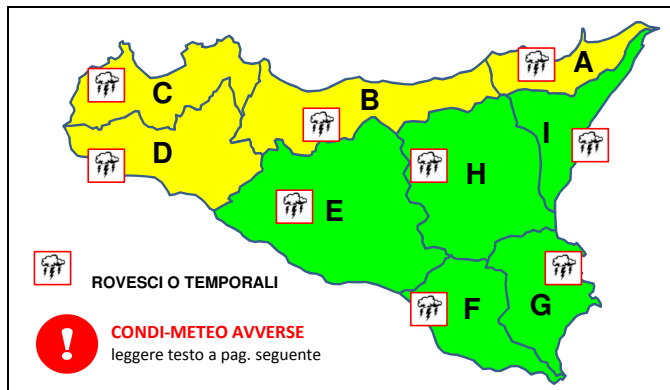 A
C
B
I
D
H
E
ROVESCI O TEMPORALI
F
G
CONDI-METEO AVVERSE
leggere testo a pag. seguente
!